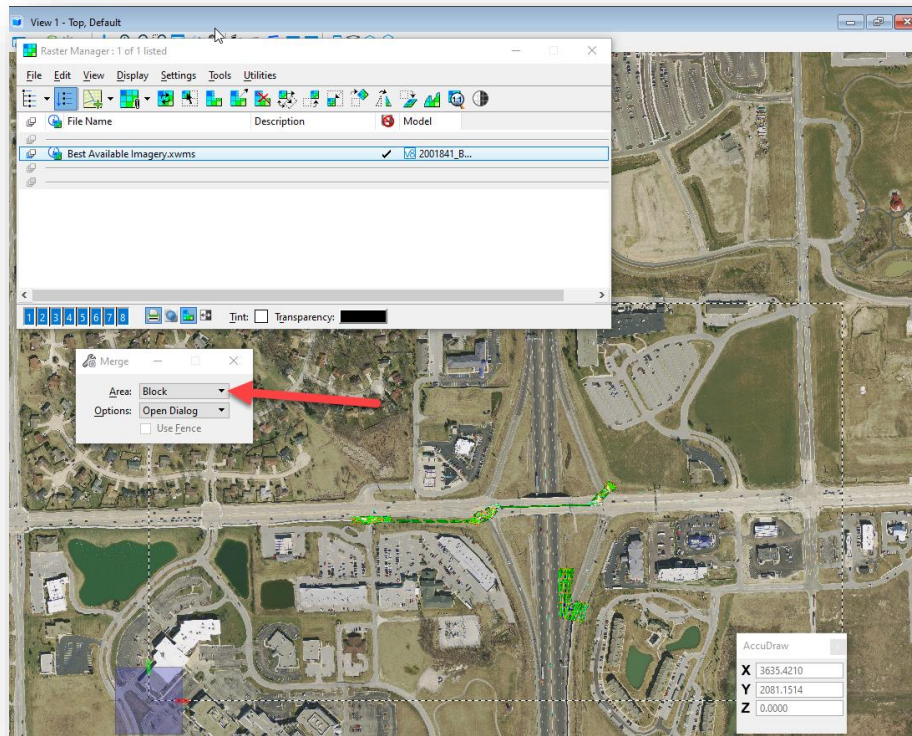 View 1 - Top, Default
Raster Manager : 1 of 1 listed
File Edit View Display Settings Tools Utilities
File Name Description Model
Best Available Imagery.xwms 2001841_B...
1 2 3 4 5 6 7 8 Tint: Transparency:
Merge
Area: Block
Options: Open Dialog
Use Fence
AccuDraw
X 3635.4210
Y 2081.1514
Z 0.0000